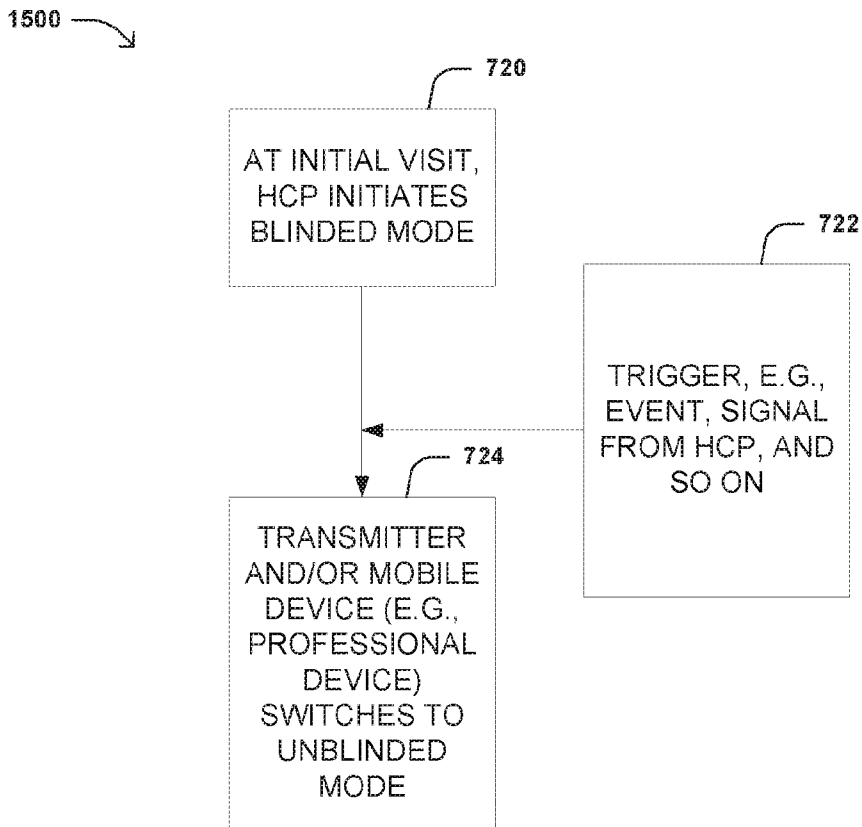 1500
720
AT INITIAL VISIT,
HCP INITIATES
BLINDED MODE
722
TRIGGER, E.G.,
EVENT, SIGNAL
FROM HCP, AND
SO ON
724
TRANSMITTER
AND/OR MOBILE
DEVICE (E.G.,
PROFESSIONAL
DEVICE)
SWITCHES TO
UNBLINDED
MODE